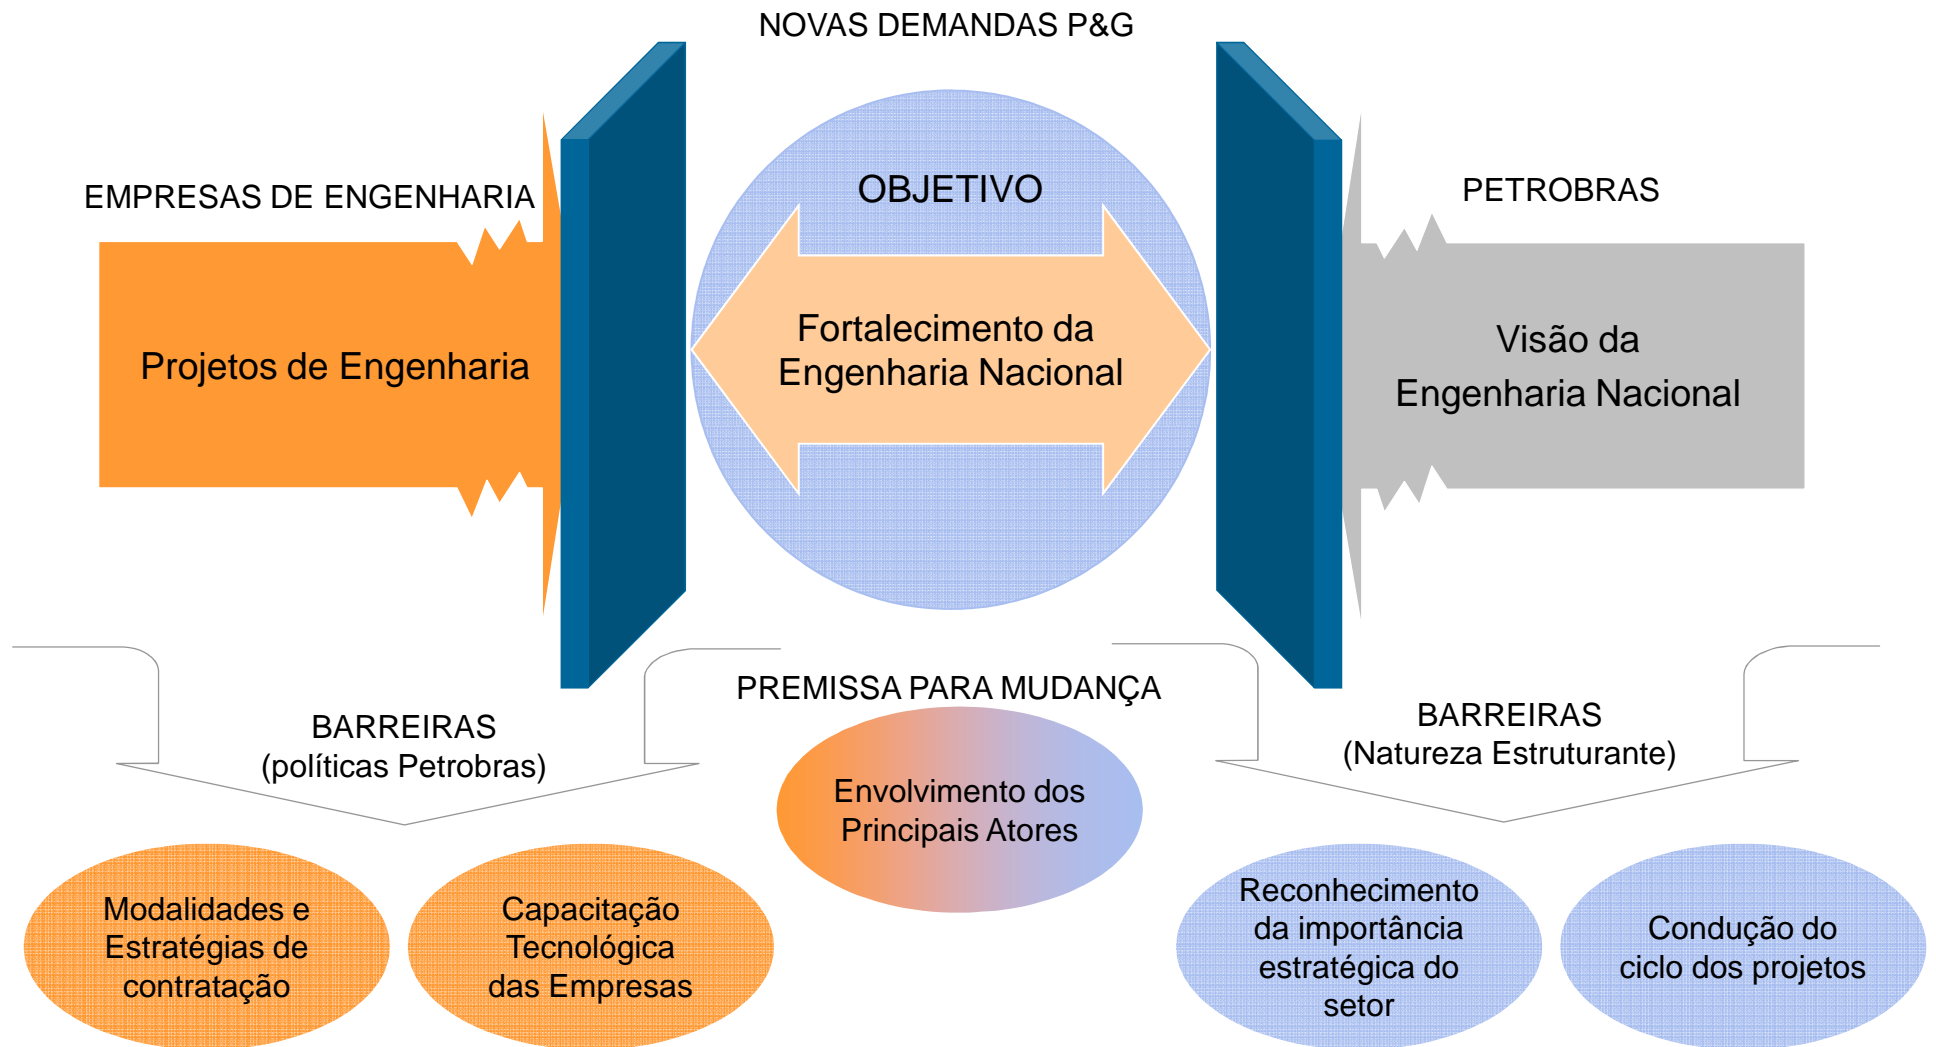 NOVAS DEMANDAS P&G
EMPRESAS DE ENGENHARIA
Projetos de Engenharia
OBJETIVO
Fortalecimento da
Engenharia Nacional
PETROBRAS
Visão da
Engenharia Nacional
BARREIRAS
(políticas Petrobras)
Modalidades e
Estratégias de
contratação
Capacitação
Tecnológica
das Empresas
PREMISSA PARA MUDANÇA
Envolvimento dos
Principais Atores
BARREIRAS
(Natureza Estruturante)
Reconhecimento
da importância
estratégica do
setor
Condução do
ciclo dos projetos